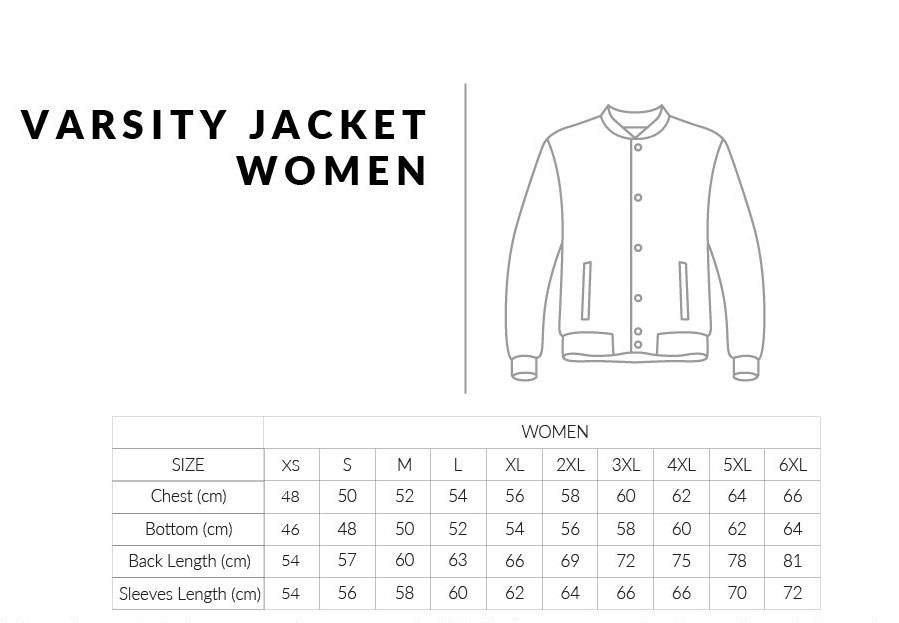 VARSITY JACKET
WOMEN
WOMEN
SIZE XS S M L XL 2XL 3XL 4XL 5XL 6XL
Chest (cm) 48 50 52 54 56 58 60 62 64 66
Bottom (cm) 46 48 50 52 54 56 58 60 62 64
Back Length (cm) 54 57 60 63 66 69 72 75 78 81
Sleeves Length (cm) 54 56 58 60 62 64 66 66 70 72